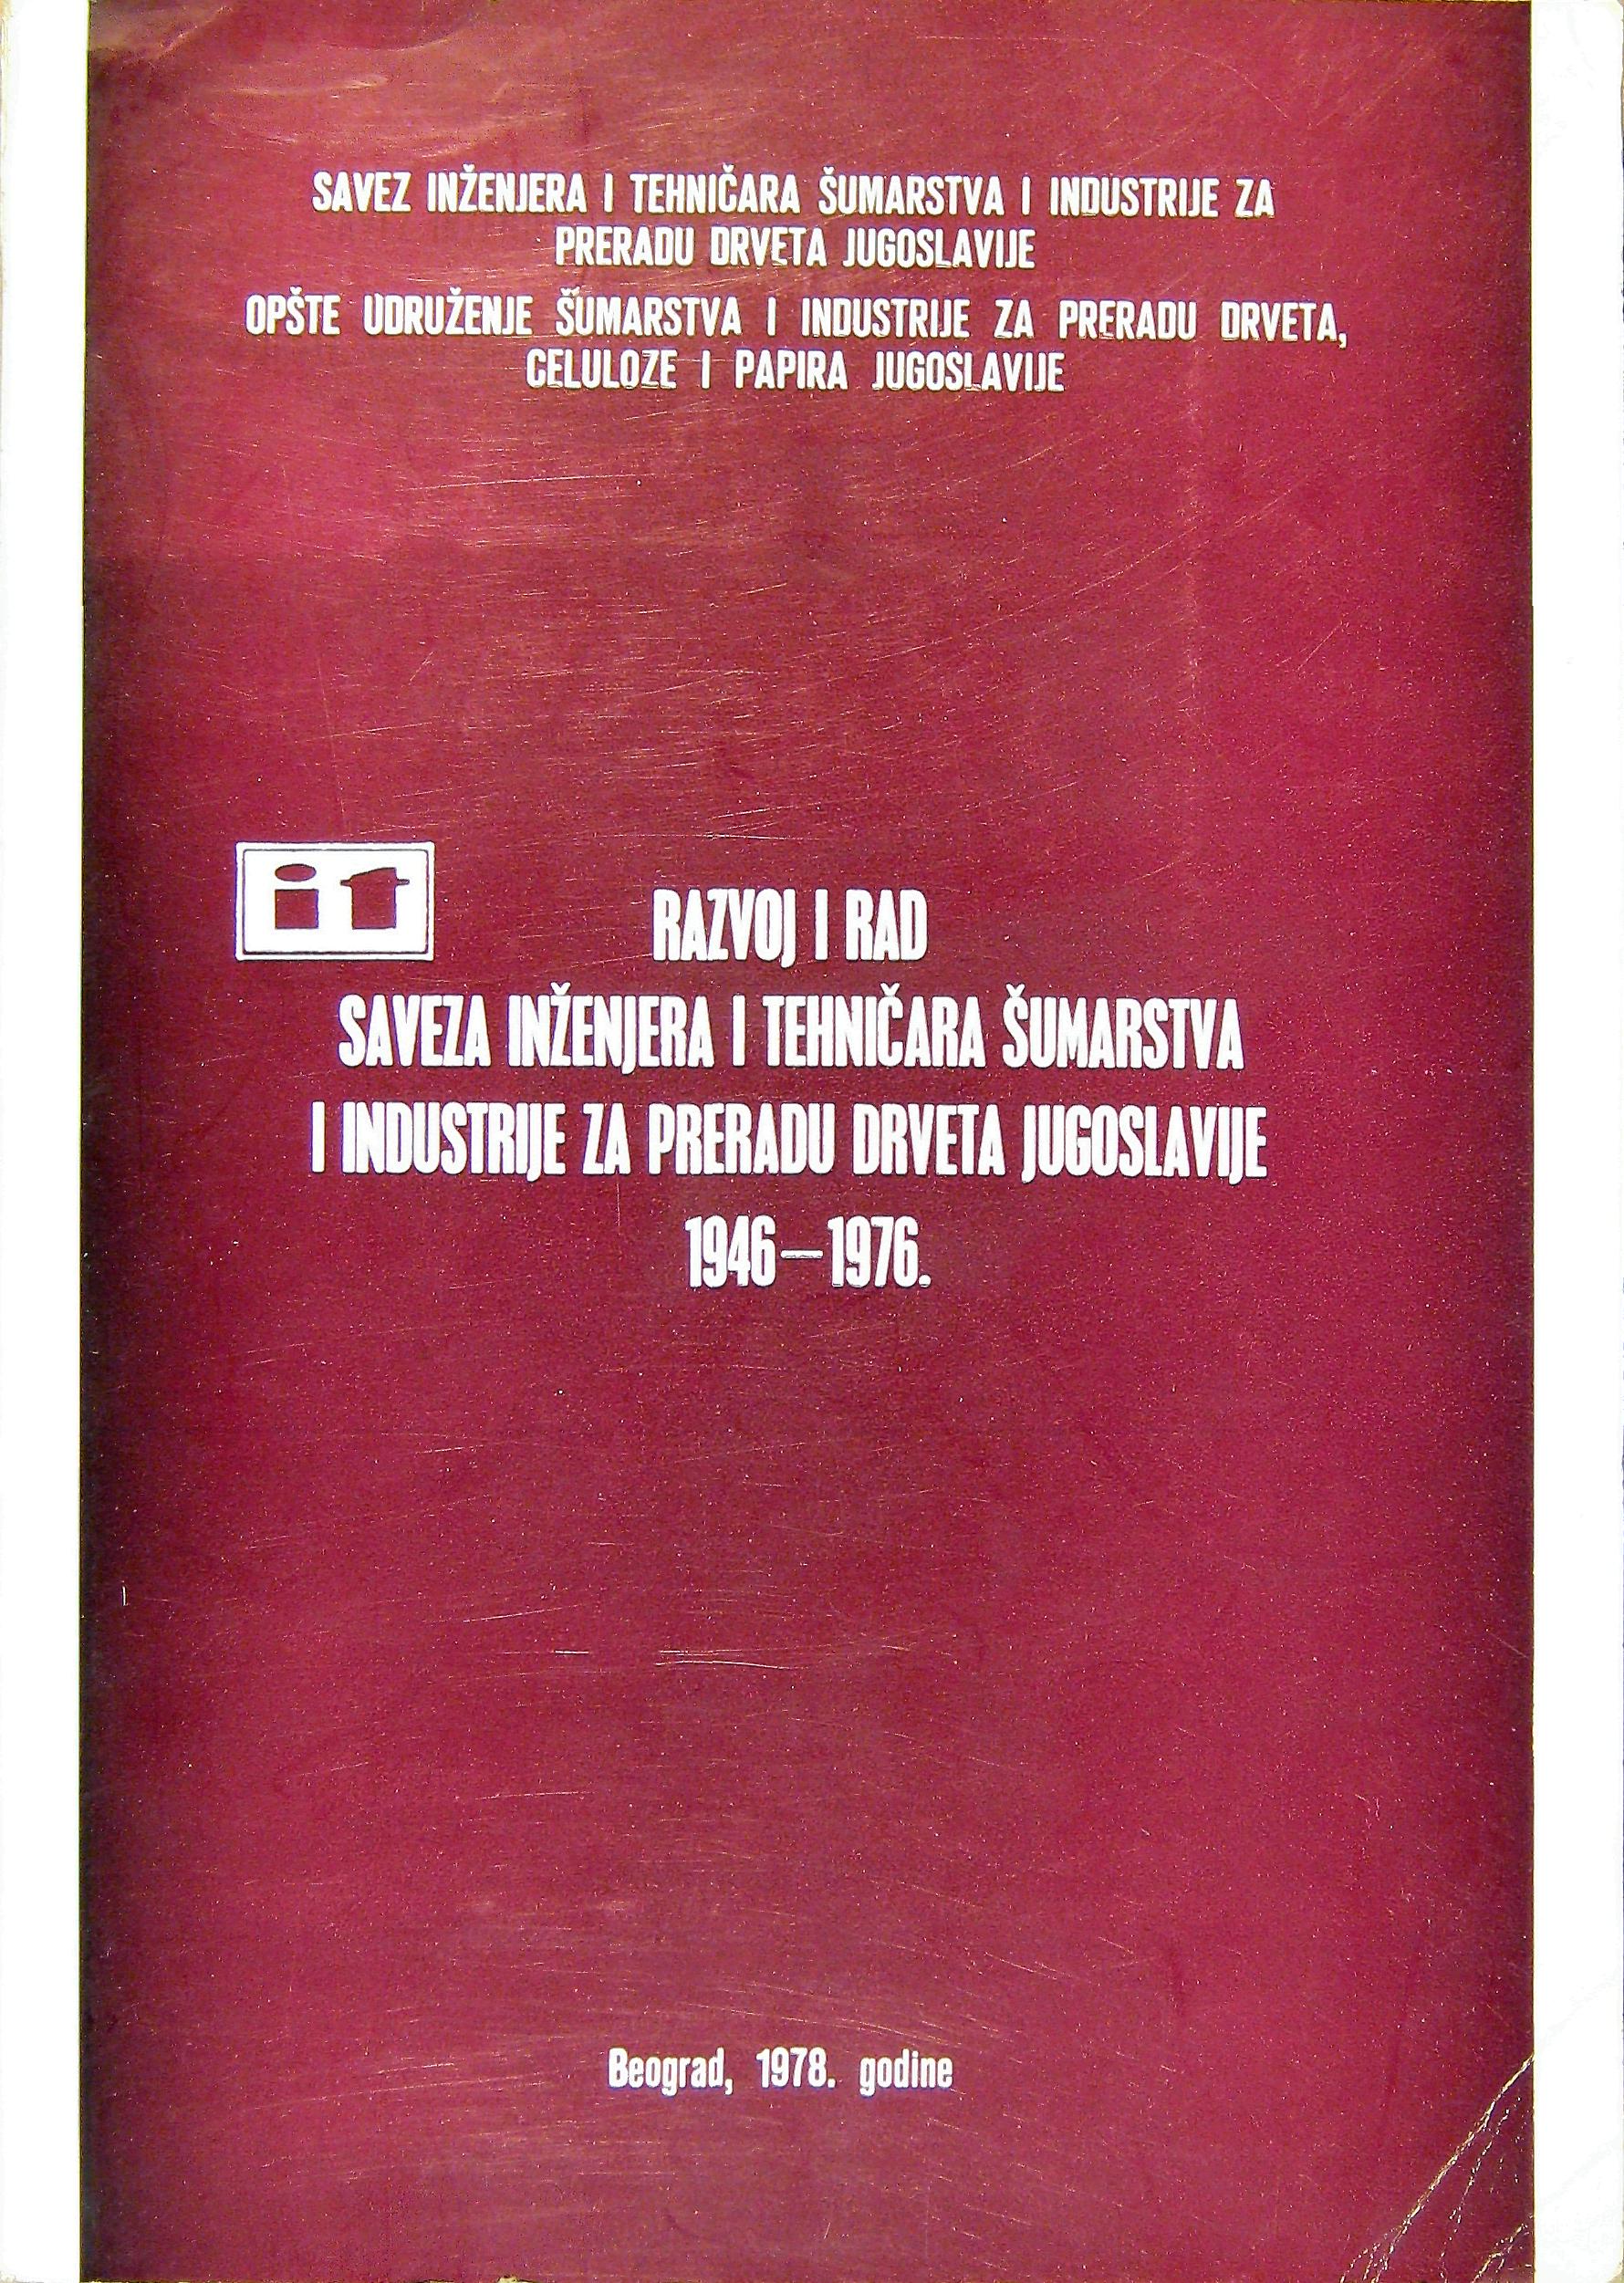 SAVEZ INŽENJERA I TEHNIČARA ŠUMARSTVA I INDUSTRIJE ZA
PRERADU DRVETA JUGOSLAVIJE
OPŠTE UDRUŽENJE ŠUMARSTVA I INDUSTRIJE ZA PRERADU DRVETA,
CELULOZE I PAPIRA JUGOSLAVIJE
it
RAZVOJ I RAD
SAVEZA INŽENJERA I TEHNIČARA ŠUMARSTVA
I INDUSTRIJE ZA PRERADU DRVETA JUGOSLAVIJE
1946—1976.
Beograd, 1978. godine